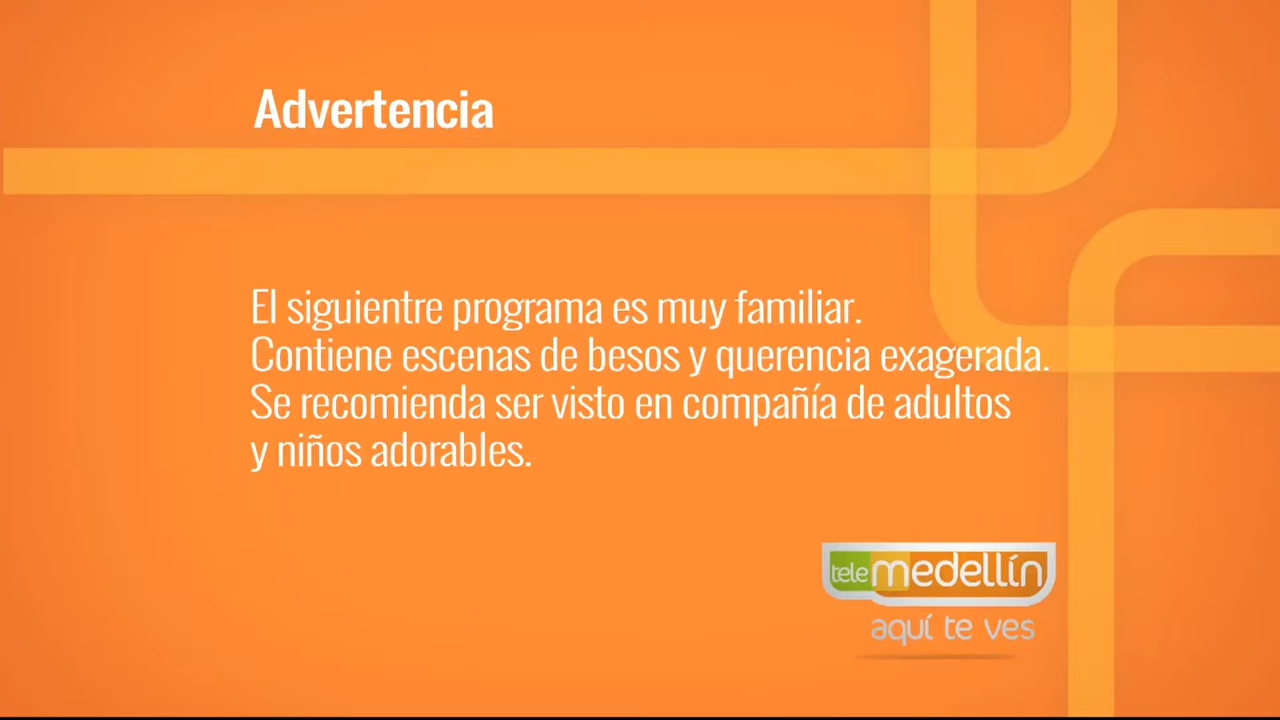 Advertencia
El siguientre programa es muy familiar.
Contiene escenas de besos y querencia exagerada.
Se recomienda ser visto en compañía de adultos
y niños adorables.
tele medellín
aquí te ves